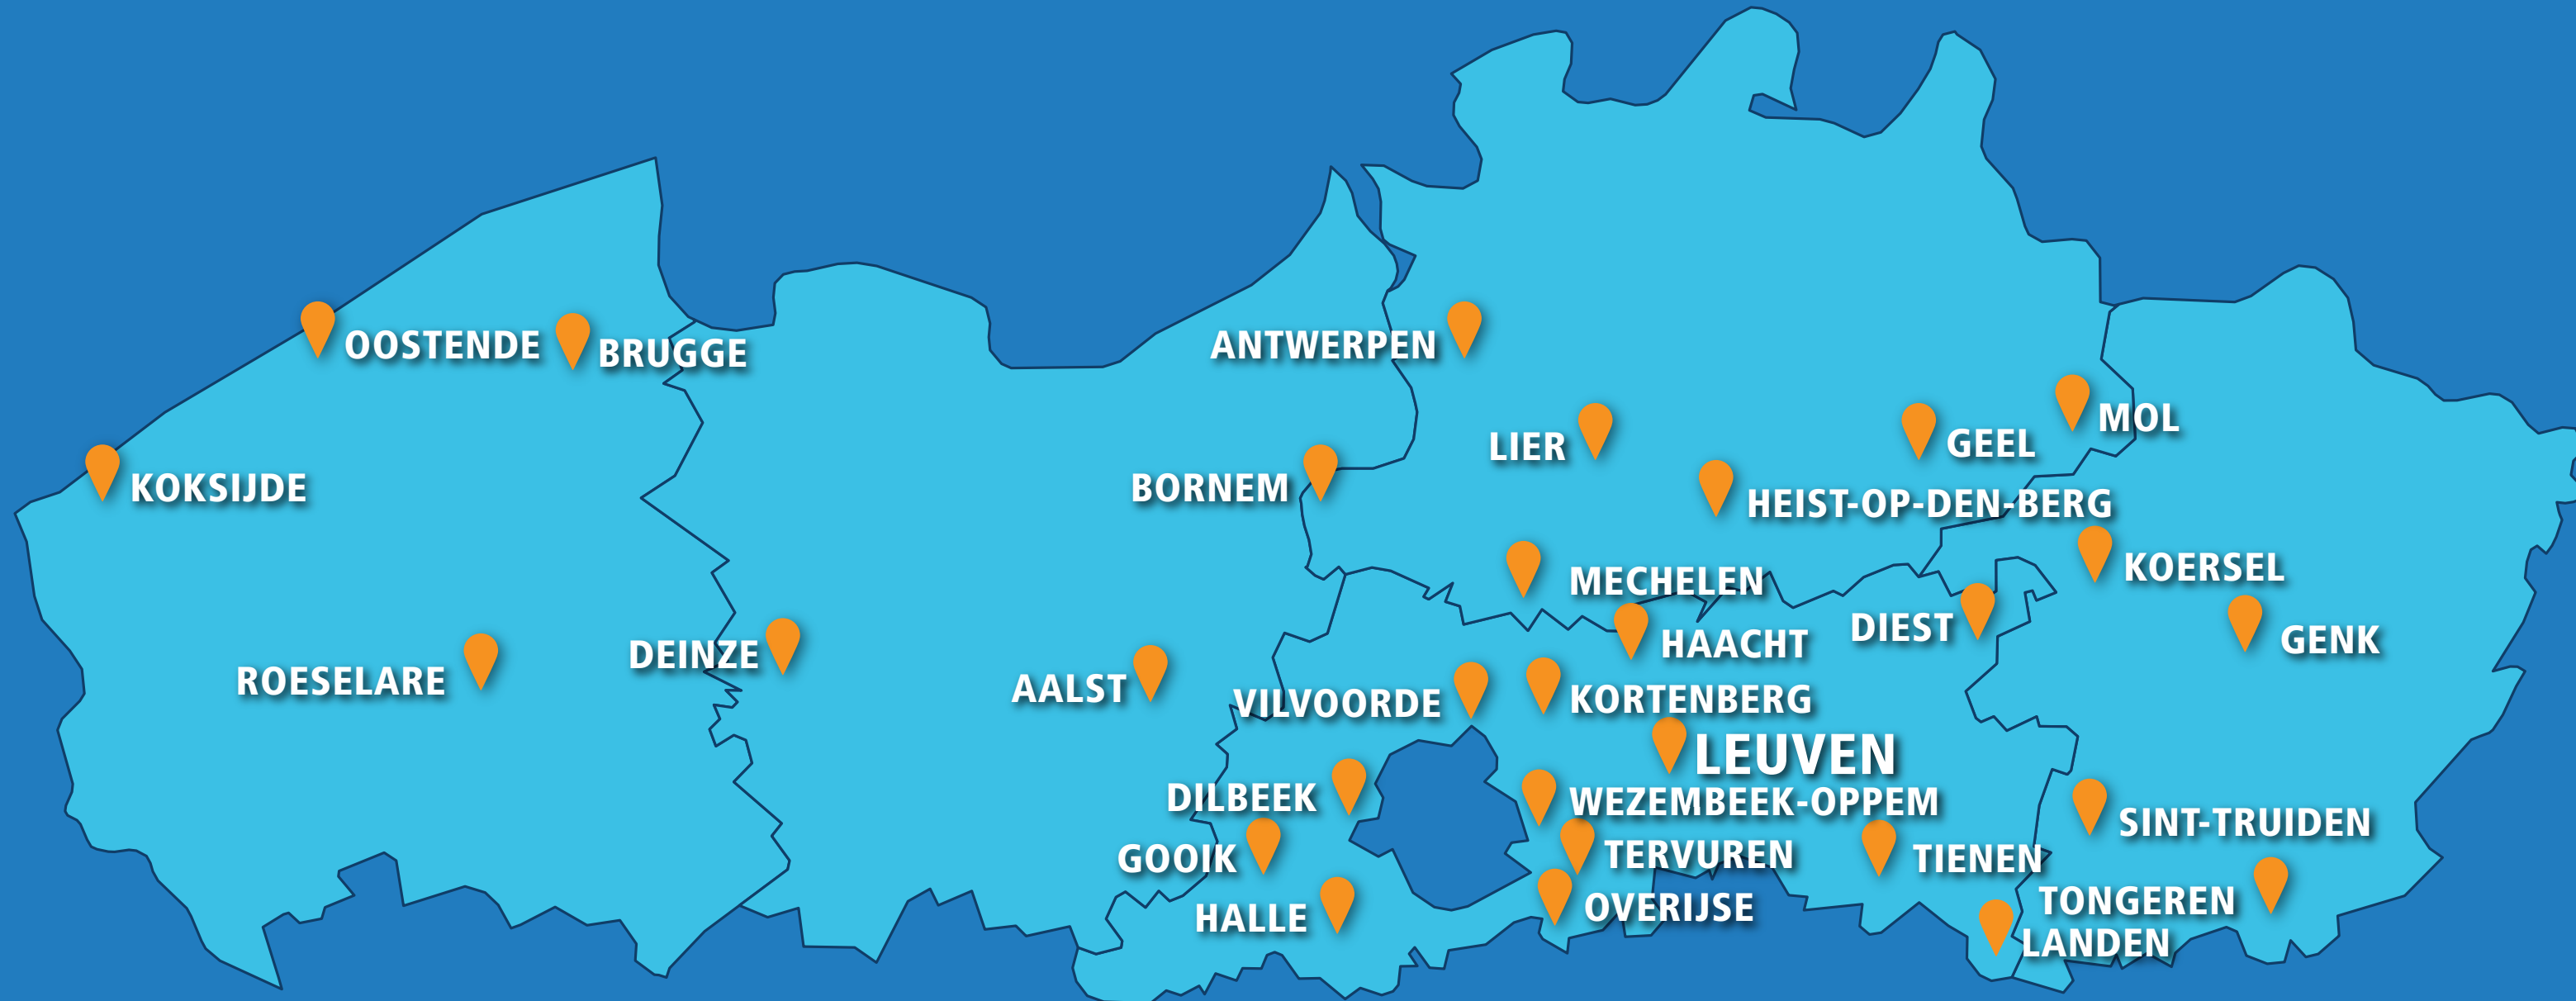 OOSTENDE
BRUGGE
ANTWERPEN
MOL
LIER
GEEL
KOKSIJDE
BORNEM
HEIST-OP-DEN-BERG
KOERSEL
MECHELEN
DIEST
HAACHT
GENK
DEINZE
ROESELARE
AALST
VILVOORDE
KORTENBERG
LEUVEN
DILBEEK
WEZEMBEEK-OPPEM
SINT-TRUIDEN
GOOIK
TERVUREN
TIENEN
TONGEREN
HALLE
OVERIJSE
LANDEN